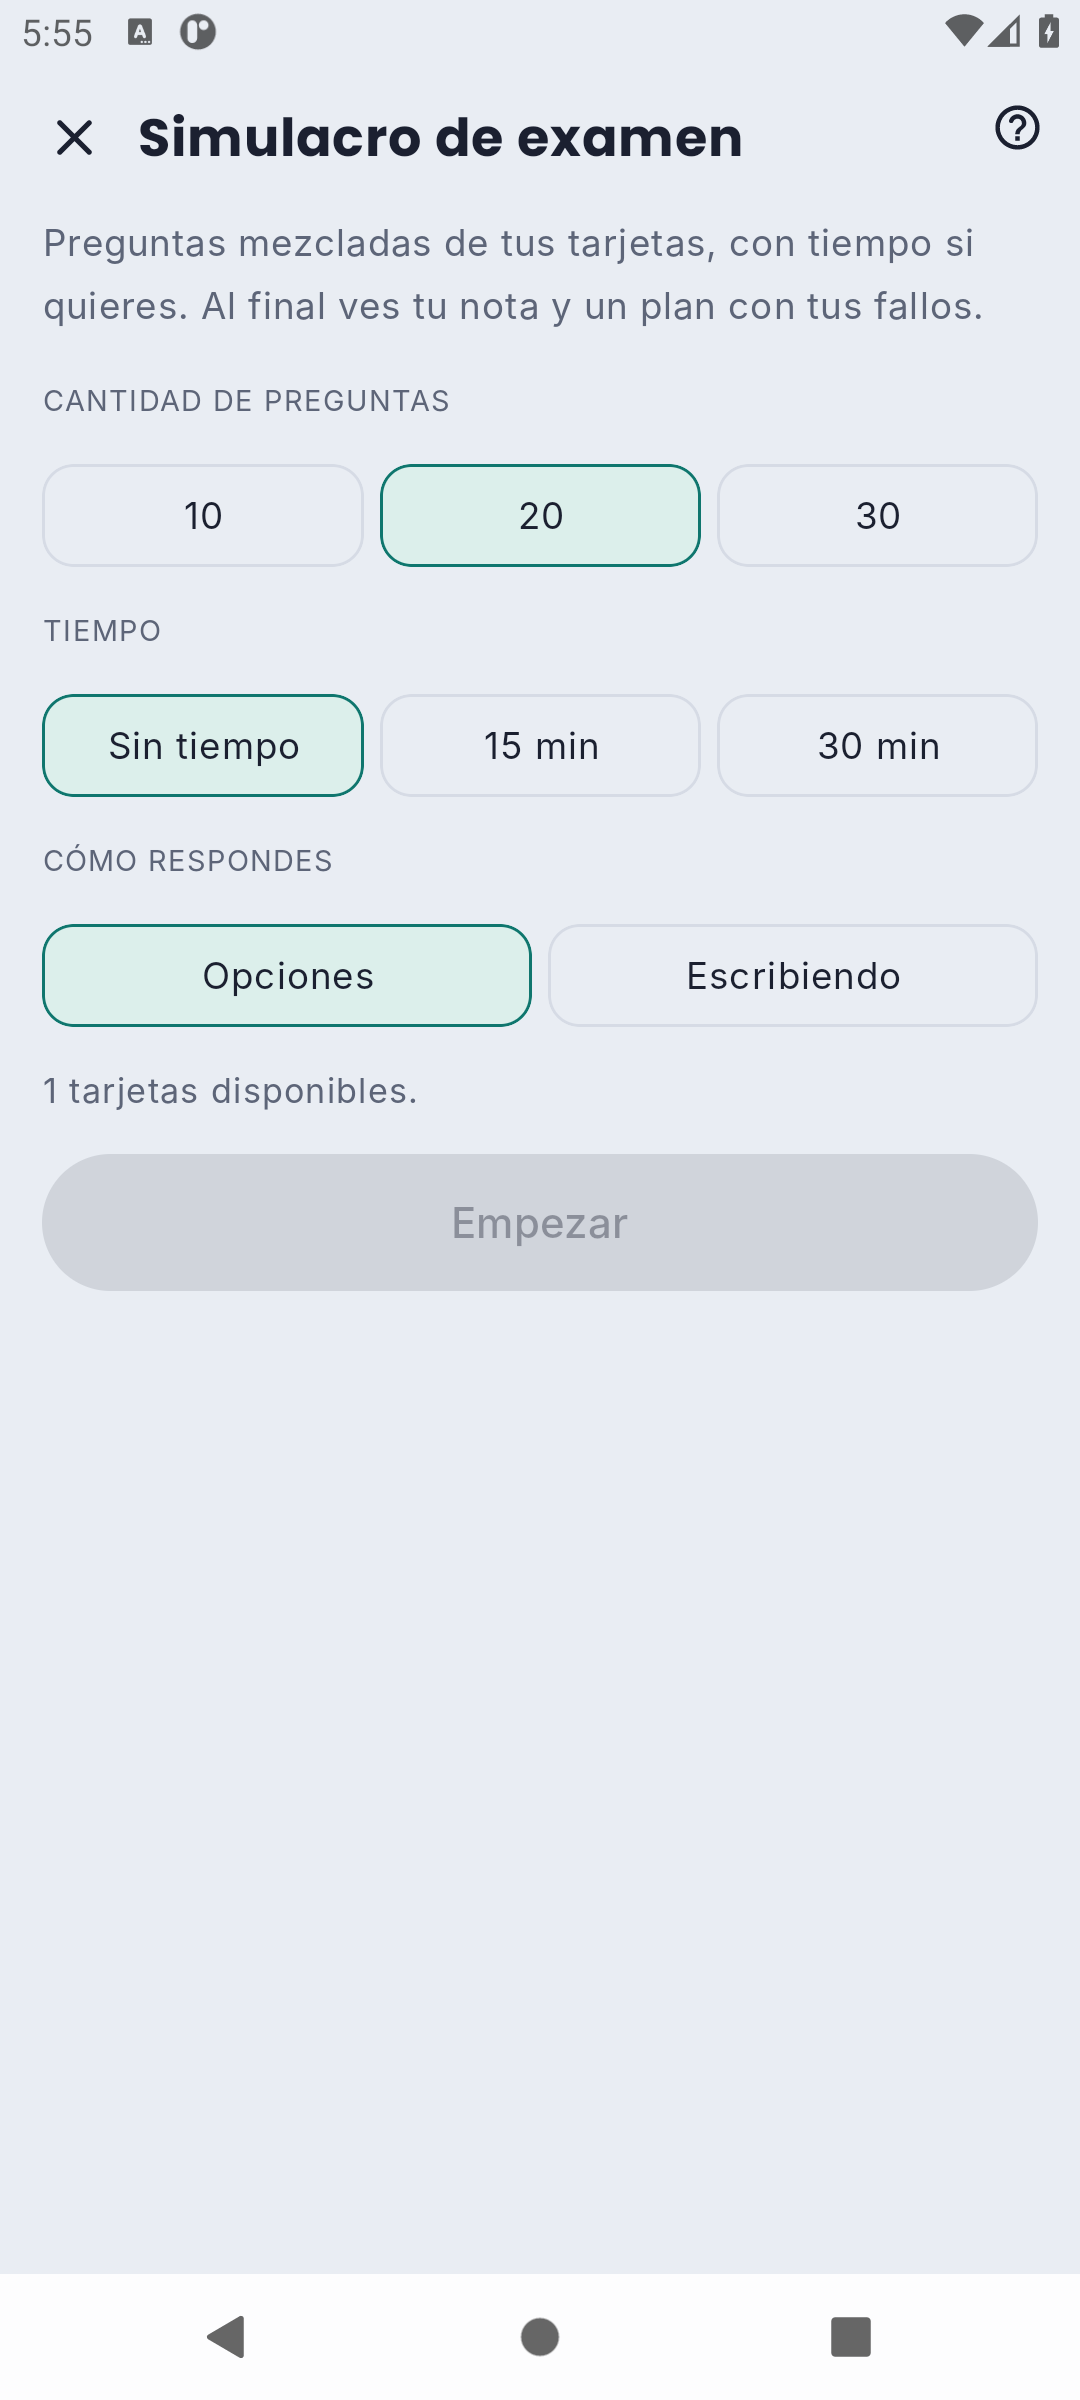 5:55
Simulacro de examen
Preguntas mezcladas de tus tarjetas, con tiempo si
quieres. Al final ves tu nota y un plan con tus fallos.
CANTIDAD DE PREGUNTAS
10 20 30
TIEMPO
Sin tiempo 15 min 30 min
CÓMO RESPONDES
Opciones Escribiendo
1 tarjetas disponibles.
Empezar